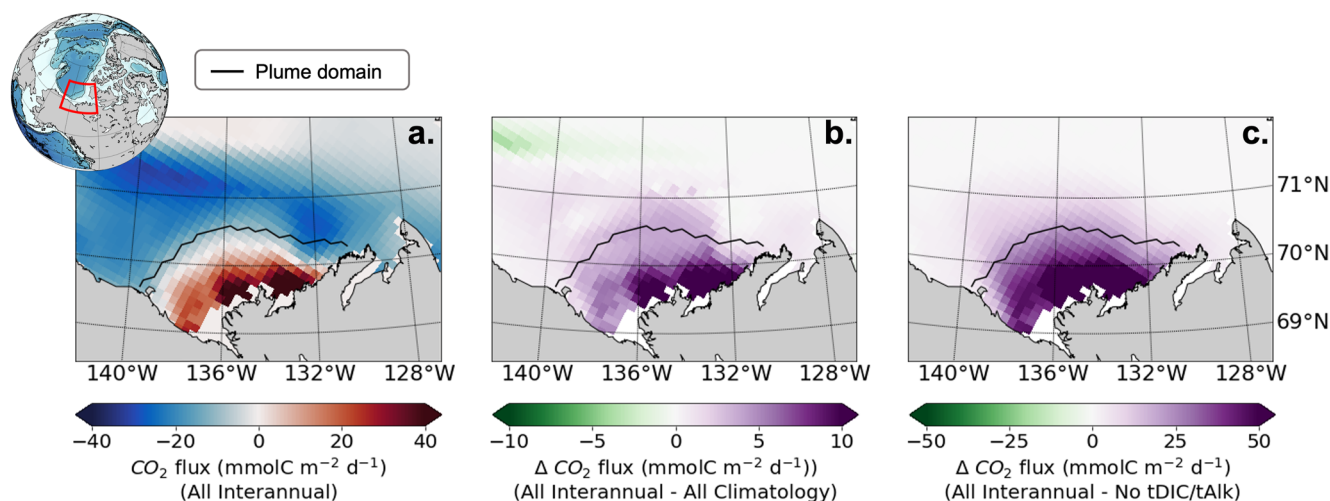 Plume domain
a.
b.
c.
71°N
70°N
69°N
140°W 136°W 132°W 128°W
140°W 136°W 132°W 128°W
140°W 136°W 132°W 128°W
−40 −20 0 20 40
−10 −5 0 5 10
−50 −25 0 25 50
CO₂ flux (mmolC m⁻² d⁻¹)
(All Interannual)
Δ CO₂ flux (mmolC m⁻² d⁻¹))
(All Interannual - All Climatology)
Δ CO₂ flux (mmolC m⁻² d⁻¹)
(All Interannual - No tDIC/tAlk)